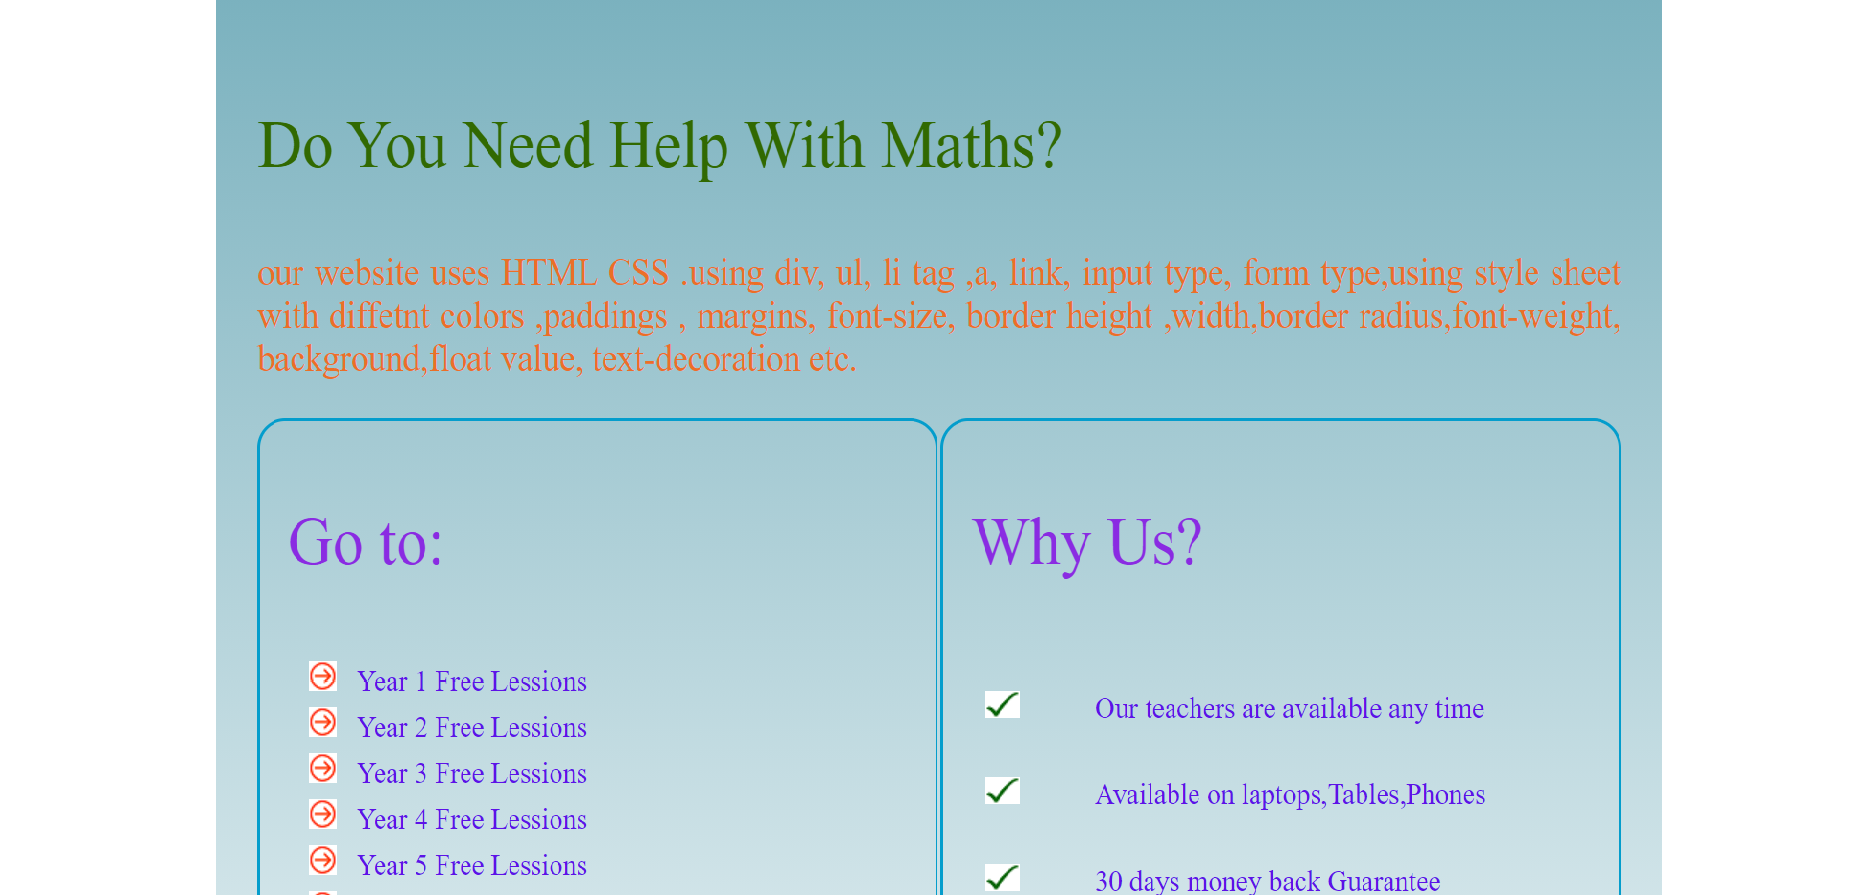 Do You Need Help With Maths?
our website uses HTML CSS .using div, ul, li tag ,a, link, input type, form type,using style sheet
with diffetnt colors ,paddings , margins, font-size, border height ,width,border radius,font-weight,
background,float value, text-decoration etc.
Go to:
Year 1 Free Lessions
Year 2 Free Lessions
Year 3 Free Lessions
Year 4 Free Lessions
Year 5 Free Lessions
Why Us?
Our teachers are available any time
Available on laptops,Tables,Phones
30 days money back Guarantee